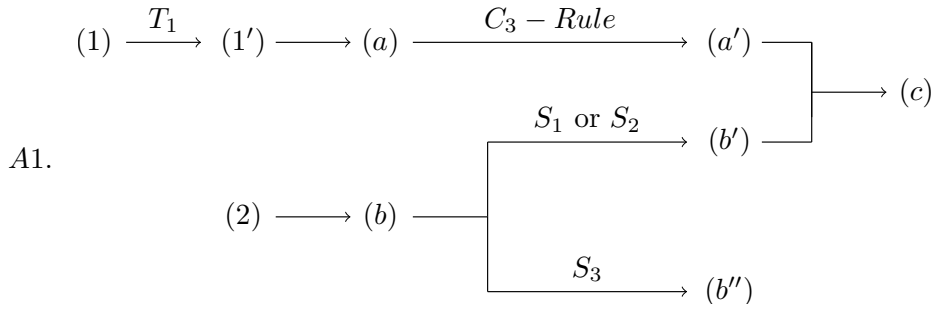 T₁ C₃ − Rule
(1) (1′) (a) (a′)
(c)
S₁ or S₂
(b′)
A1.
(2) (b)
S₃
(b′′)